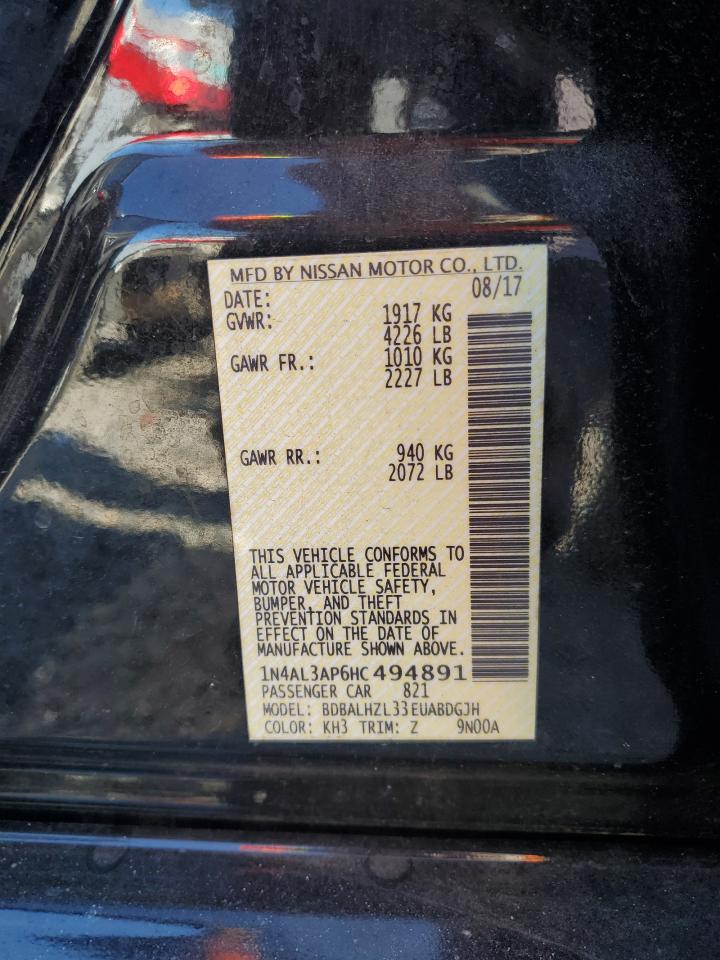 MFD BY NISSAN MOTOR CO., LTD.
DATE: 08/17
GVWR: 1917 KG
4226 LB
GAWR FR.: 1010 KG
2227 LB
GAWR RR.: 940 KG
2072 LB
THIS VEHICLE CONFORMS TO
ALL APPLICABLE FEDERAL
MOTOR VEHICLE SAFETY,
BUMPER, AND THEFT
PREVENTION STANDARDS IN
EFFECT ON THE DATE OF
MANUFACTURE SHOWN ABOVE.
1N4AL3AP6HC494891
PASSENGER CAR 821
MODEL: BDBALHZL33EUABDGJH
COLOR: KH3 TRIM: Z 9N00A